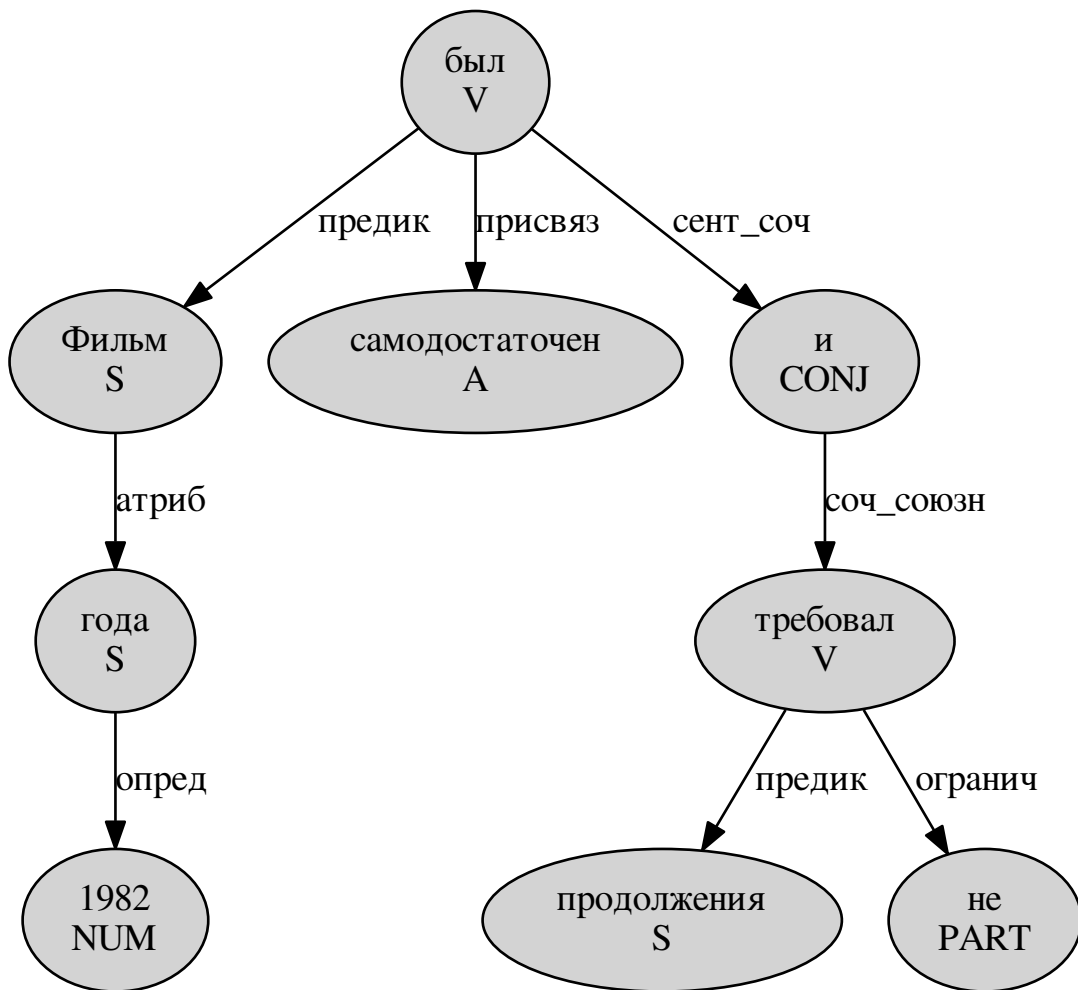 был
V
предик
присвяз
сент_соч
Фильм
S
самодостаточен
A
и
CONJ
атриб
соч_союзн
года
S
требовал
V
опред
предик
огранич
1982
NUM
продолжения
S
не
PART